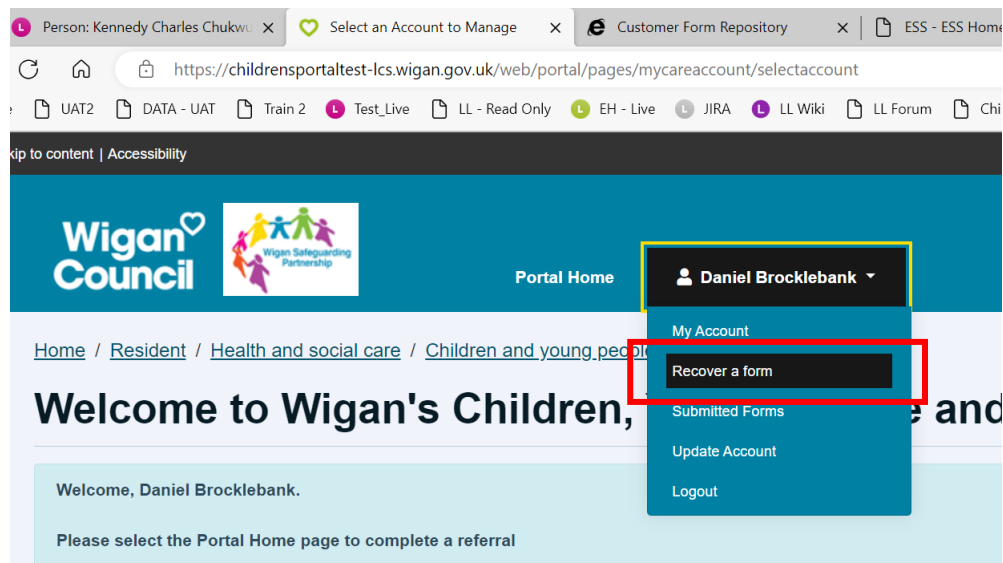 Person: Kennedy Charles Chukwu
Select an Account to Manage
Customer Form Repository
ESS - ESS Home
https://childrensportaltest-lcs.wigan.gov.uk/web/portal/pages/mycareaccount/selectaccount
UAT2 DATA - UAT Train 2 Test_Live LL - Read Only EH - Live JIRA LL Wiki LL Forum Chi
kip to content | Accessibility
Wigan Council
Wigan Safeguarding Partnership
Portal Home
Daniel Brocklebank
My Account
Recover a form
Submitted Forms
Update Account
Logout
Home / Resident / Health and social care / Children and young people
Welcome to Wigan's Children, and
Welcome, Daniel Brocklebank.
Please select the Portal Home page to complete a referral